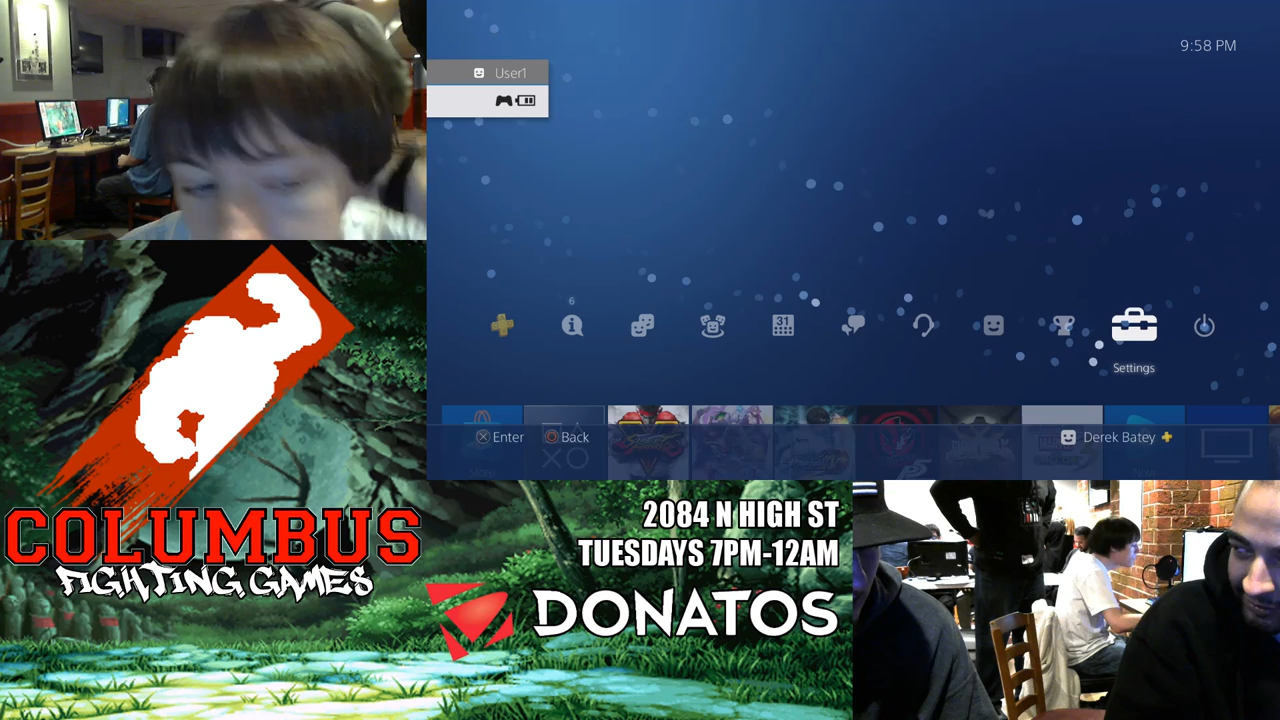 9:58 PM
User1
6
31
Settings
Enter
Back
Derek Batey
COLUMBUS
FIGHTING GAMES
2084 N HIGH ST
TUESDAYS 7PM-12AM
DONATOS